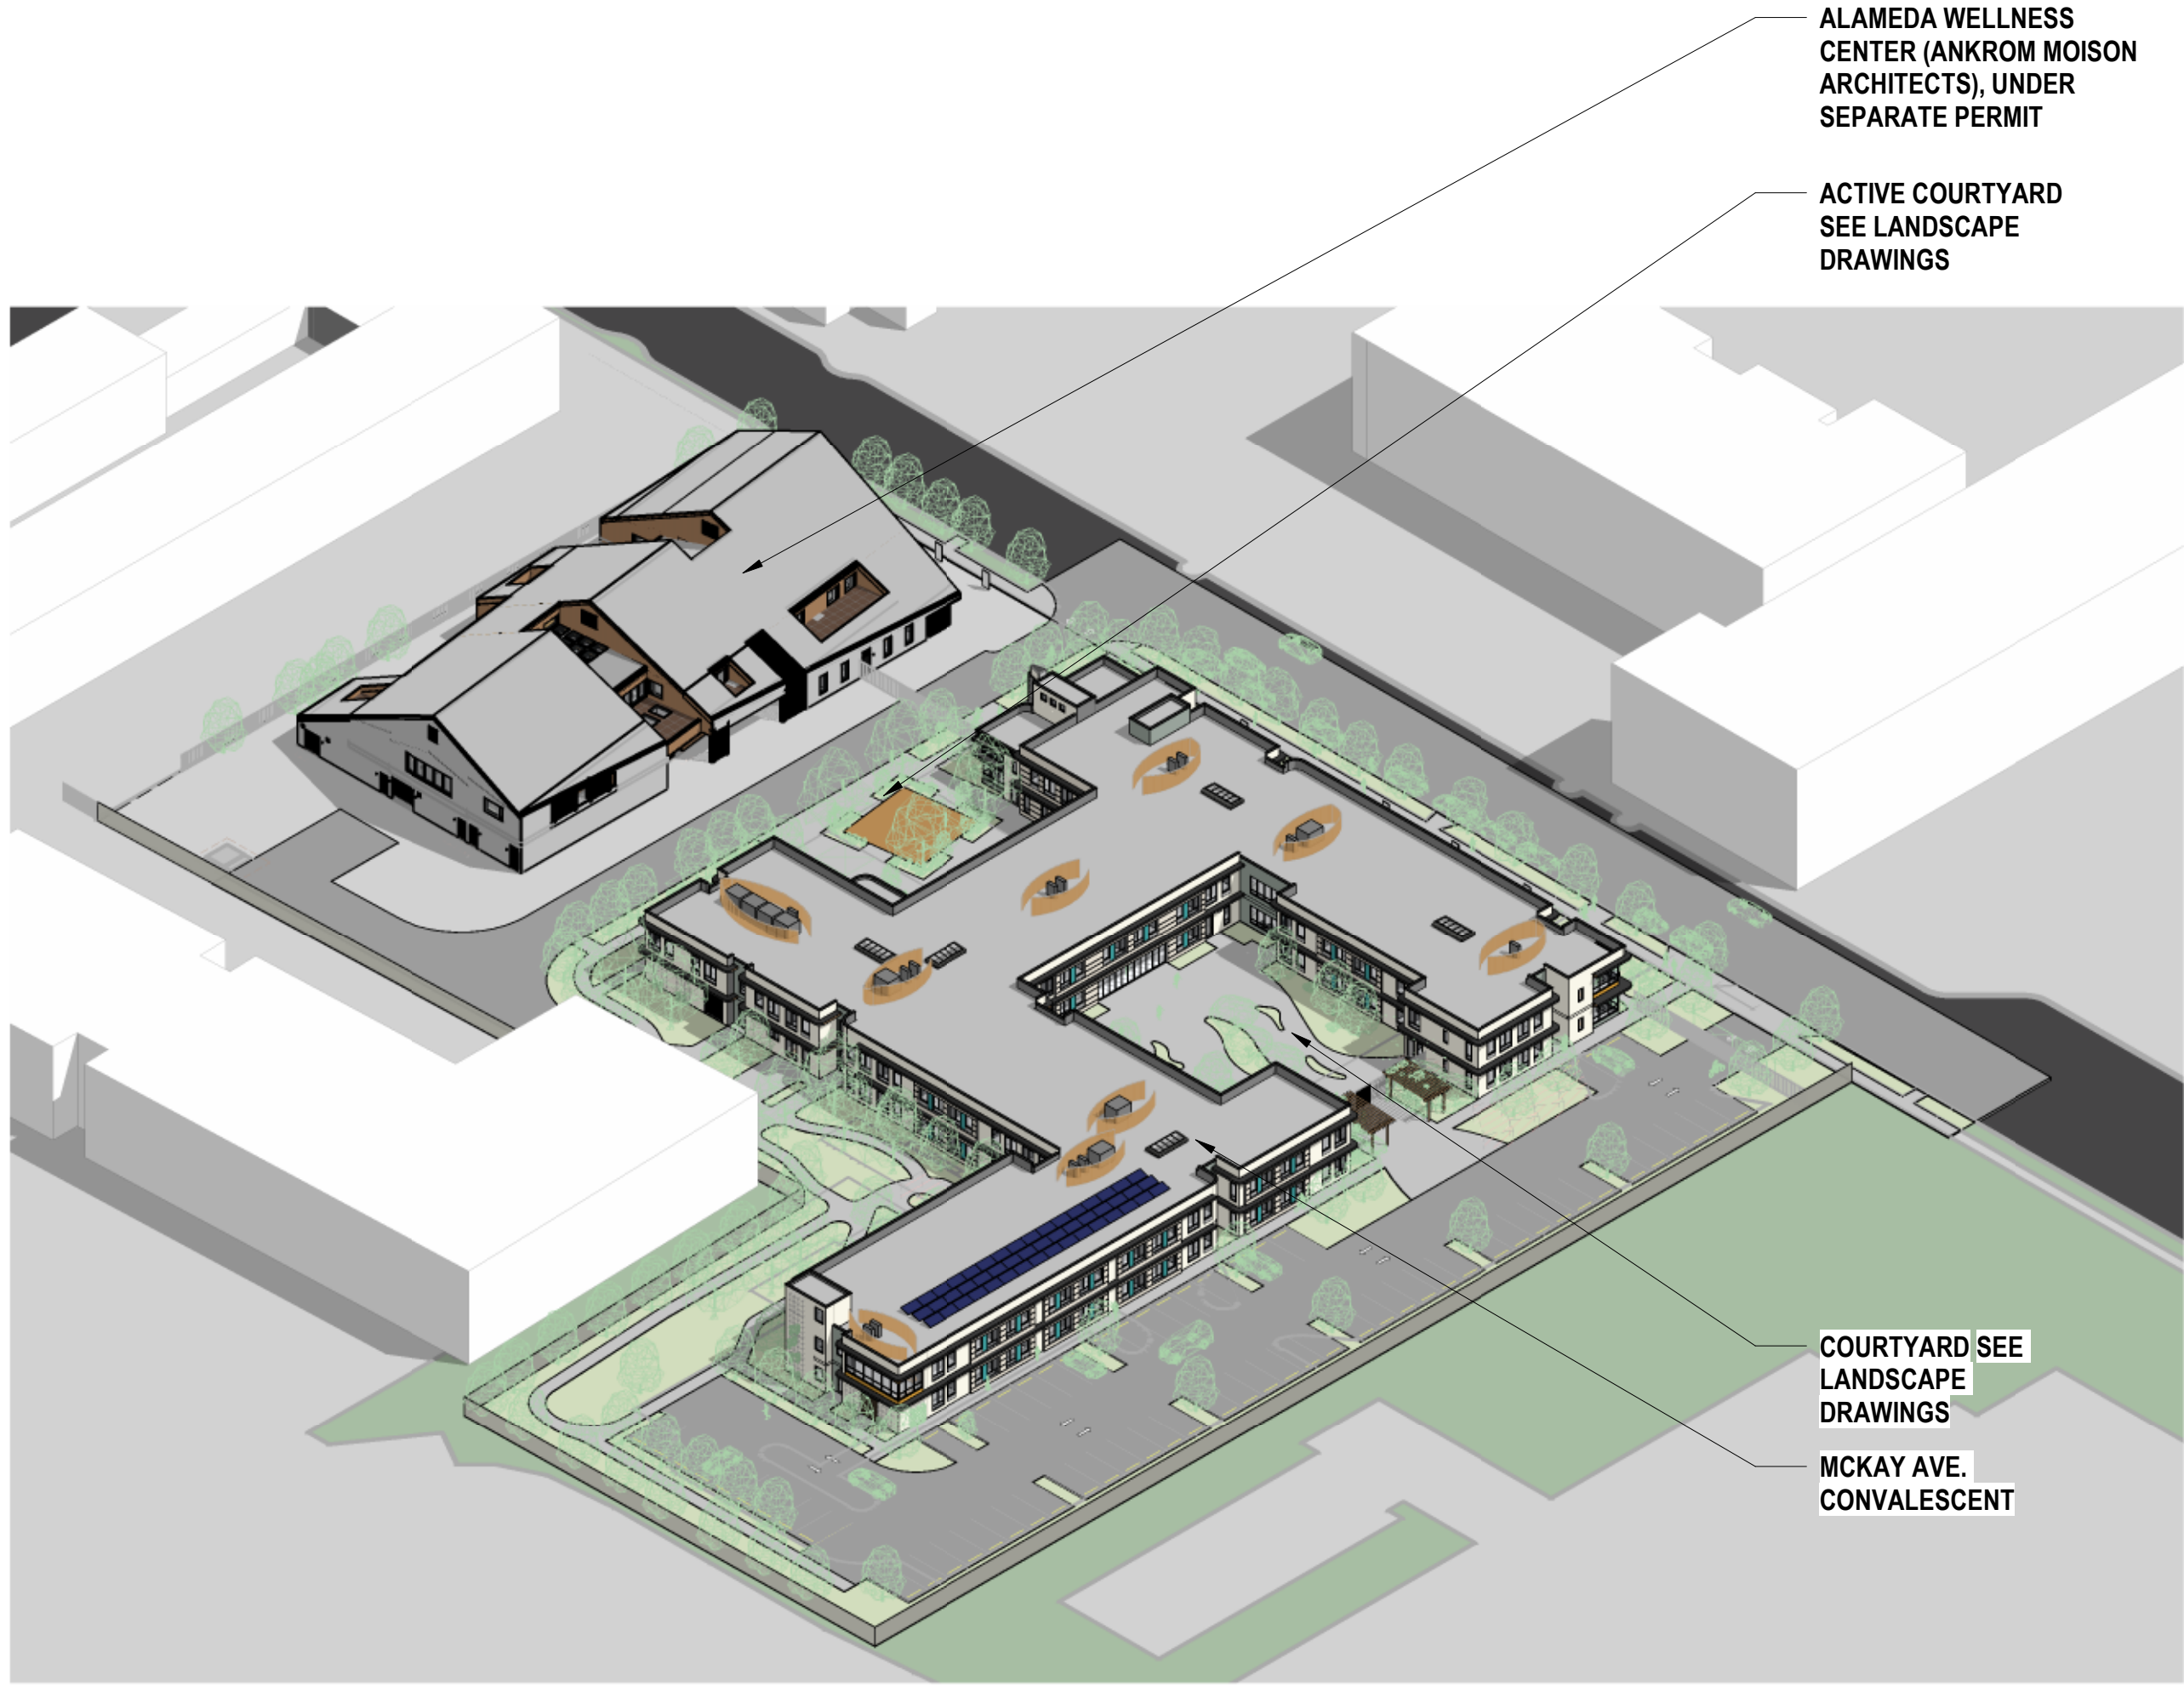 ALAMEDA WELLNESS
CENTER (ANKROM MOISON
ARCHITECTS), UNDER
SEPARATE PERMIT
ACTIVE COURTYARD
SEE LANDSCAPE
DRAWINGS
COURTYARD SEE
LANDSCAPE
DRAWINGS
MCKAY AVE.
CONVALESCENT